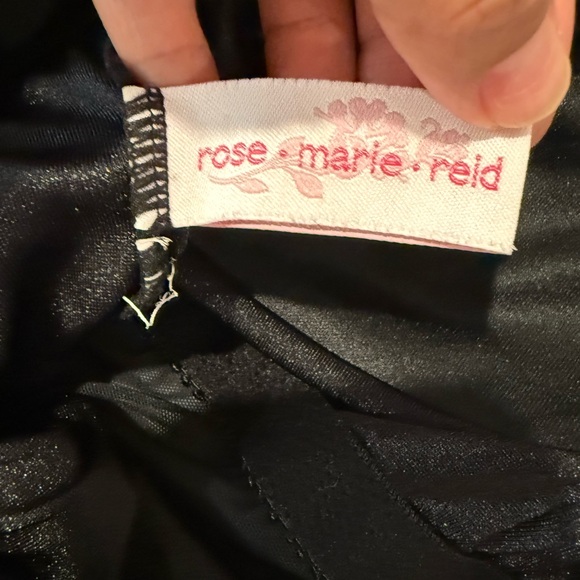 rose • marie • reid